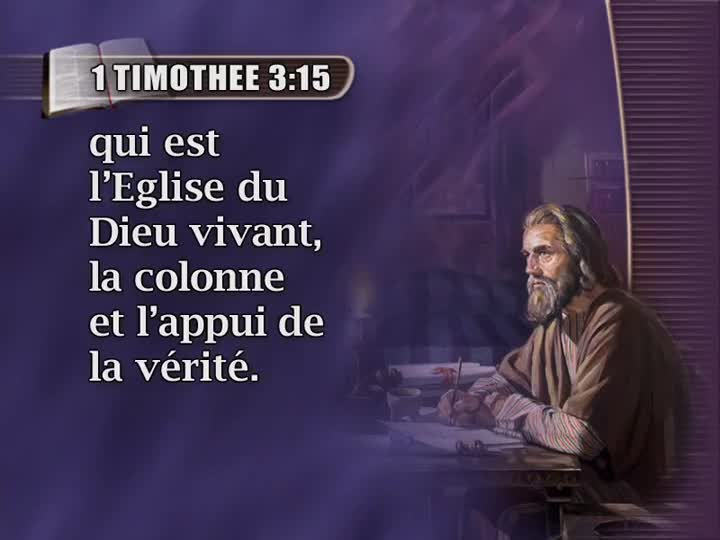 1 TIMOTHEE 3:15
qui est
l’Eglise du
Dieu vivant,
la colonne
et l’appui de
la vérité.